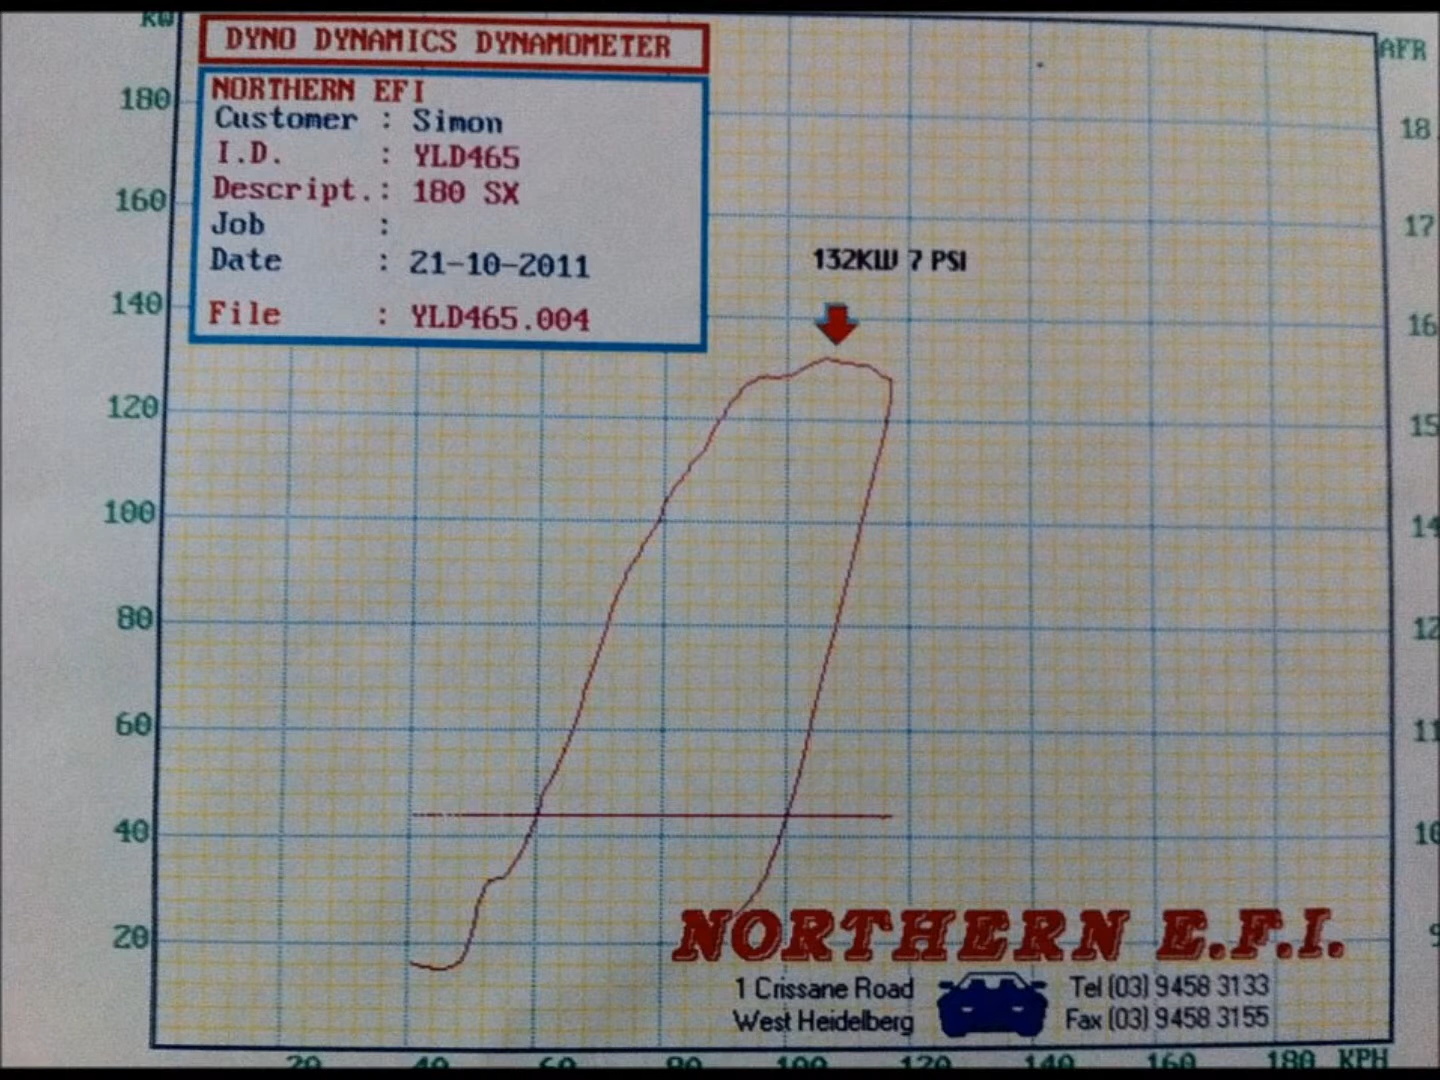 KW
DYNO DYNAMICS DYNAMOMETER
AFR
NORTHERN EFI
Customer : Simon
I.D. : YLD465
Descript.: 180 SX
Job :
Date : 21-10-2011
File : YLD465.004
180
160
140
120
100
80
60
40
20
132KW 7 PSI
18
17
16
15
14
12
11
10
9
NORTHERN E.F.I.
1 Crissane Road
Tel (03) 9458 3133
West Heidelberg
Fax (03) 9458 3155
20 40 60 80 100 120 140 160 180 KPH